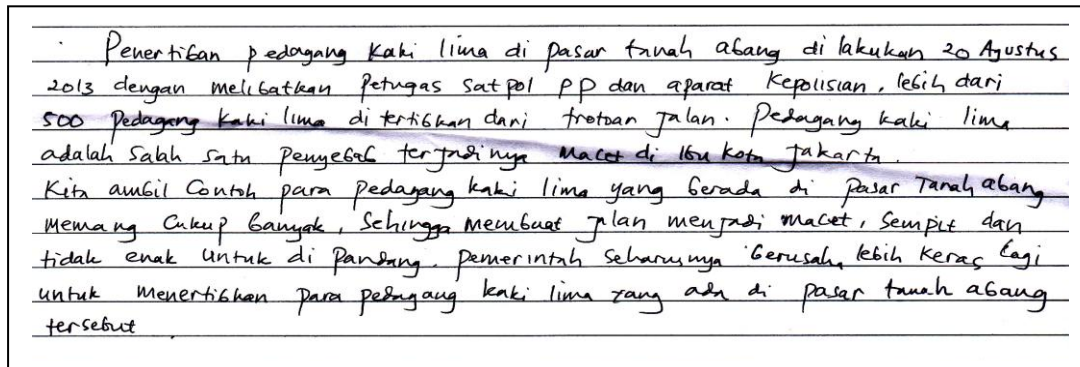 Penertiban pedagang kaki lima di pasar tanah abang di lakukan 20 Agustus
2013 dengan melibatkan petugas satpol PP dan aparat kepolisian, lebih dari
500 pedagang kaki lima di tertibkan dari trotoar jalan. Pedagang kaki lima
adalah salah satu penyebab terjadinya macet di ibu kota jakarta.
Kita ambil contoh para pedagang kaki lima yang berada di pasar Tanah abang
memang cukup banyak, sehingga membuat jalan menjadi macet, sempit dan
tidak enak untuk di pandang. pemerintah seharusnya berusaha lebih keras lagi
untuk menertibkan para pedagang kaki lima yang ada di pasar tanah abang
tersebut.